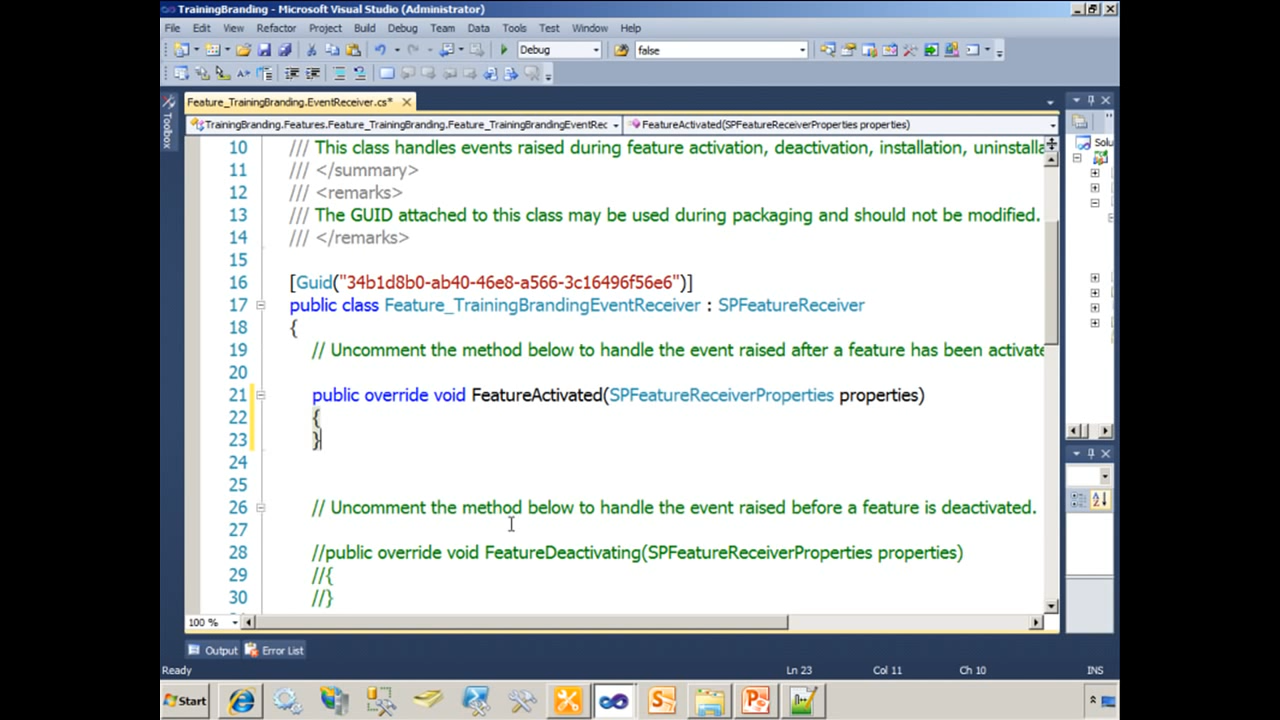 TrainingBranding - Microsoft Visual Studio (Administrator)
File Edit View Refactor Project Build Debug Team Data Tools Test Window Help
Debug false
Feature_TrainingBranding.EventReceiver.cs*
TrainingBranding.Features.Feature_TrainingBranding.Feature_TrainingBrandingEventRec FeatureActivated(SPFeatureReceiverProperties properties)
Toolbox
Solu
10 /// This class handles events raised during feature activation, deactivation, installation, uninstalla
11 /// </summary>
12 /// <remarks>
13 /// The GUID attached to this class may be used during packaging and should not be modified.
14 /// </remarks>
15
16 [Guid("34b1d8b0-ab40-46e8-a566-3c16496f56e6")]
17 public class Feature_TrainingBrandingEventReceiver : SPFeatureReceiver
18 {
19 // Uncomment the method below to handle the event raised after a feature has been activate
20
21 public override void FeatureActivated(SPFeatureReceiverProperties properties)
22 {
23 }
24
25
26 // Uncomment the method below to handle the event raised before a feature is deactivated.
27
28 //public override void FeatureDeactivating(SPFeatureReceiverProperties properties)
29 //{
30 //}
100 %
Output Error List
Ready Ln 23 Col 11 Ch 10 INS
Start